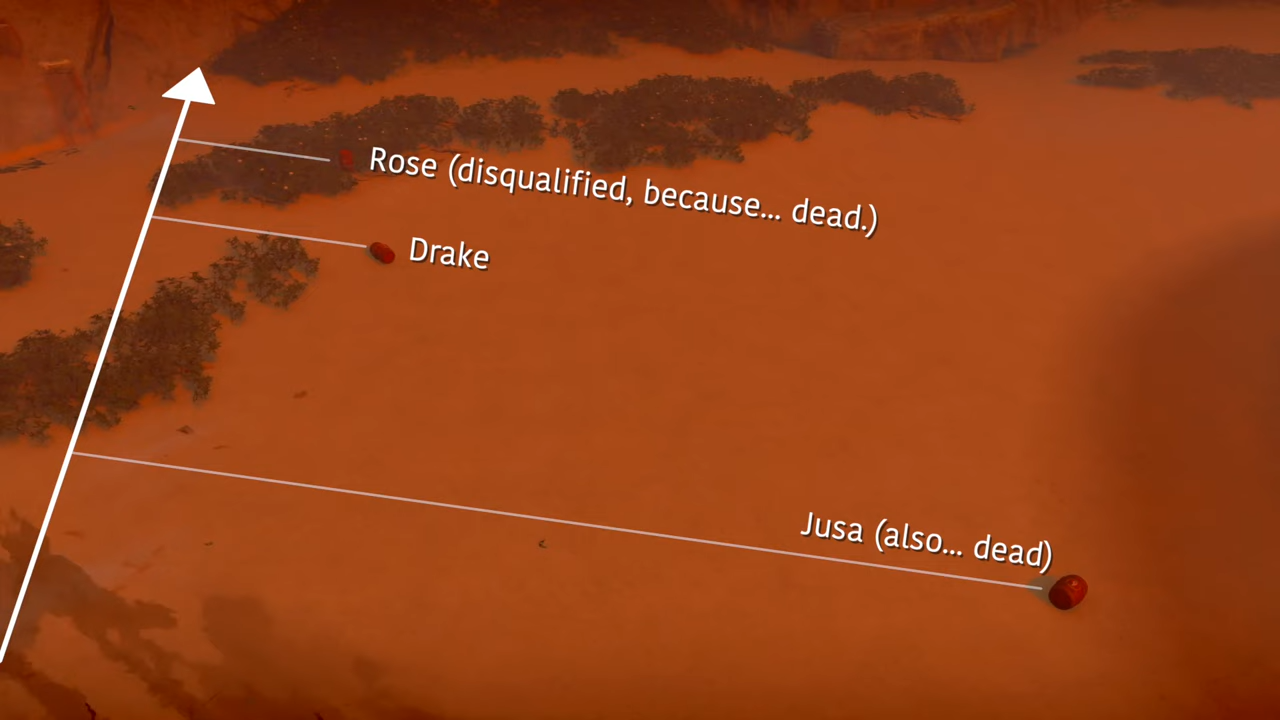 Rose (disqualified, because... dead.)
Drake
Jusa (also... dead)